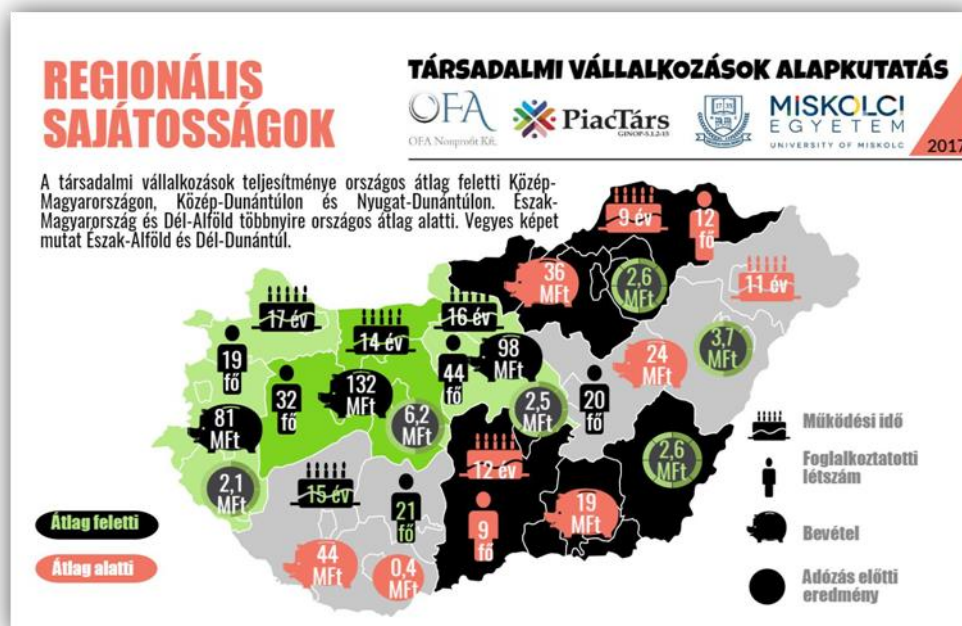 REGIONÁLIS
SAJÁTOSSÁGOK
TÁRSADALMI VÁLLALKOZÁSOK ALAPKUTATÁS
OFA
OFA Nonprofit Kft.
PiacTárs
GINOP-5.1.2-15
MISKOLCI
EGYETEM
UNIVERSITY OF MISKOLC
2017
A társadalmi vállalkozások teljesítménye országos átlag feletti Közép-
Magyarországon, Közép-Dunántúlon és Nyugat-Dunántúlon. Észak-
Magyarország és Dél-Alföld többnyire országos átlag alatti. Vegyes képet
mutat Észak-Alföld és Dél-Dunántúl.
9 év
12
fő
36
MFt
2,6
MFt
11 év
3,7
MFt
24
MFt
20
fő
17 év
19
fő
81
MFt
2,1
MFt
14 év
32
fő
132
MFt
6,2
MFt
16 év
44
fő
98
MFt
2,5
MFt
15 év
21
fő
44
MFt
0,4
MFt
12 év
9
fő
19
MFt
2,6
MFt
Átlag feletti
Átlag alatti
Működési idő
Foglalkoztatotti
létszám
Bevétel
Adózás előtti
eredmény